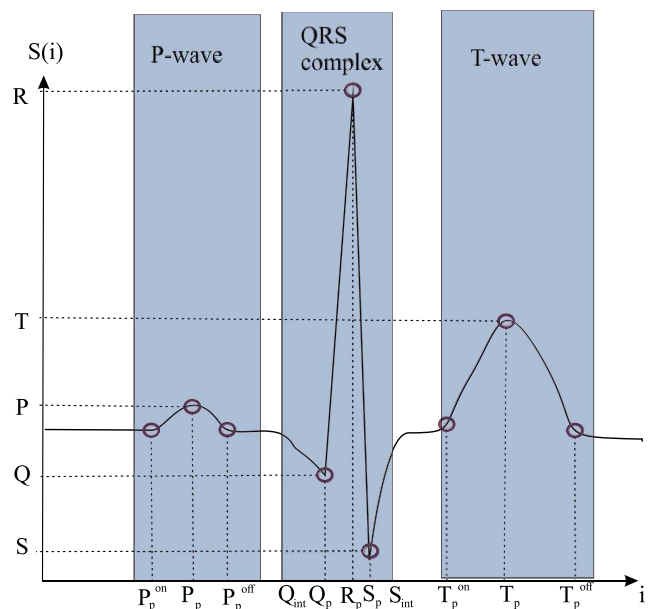 P-wave
QRS
complex
T-wave
S(i)
R
T
P
Q
S
P_p^on P_p P_p^off Q_int Q_p R_p S_p S_int T_p^on T_p T_p^off i